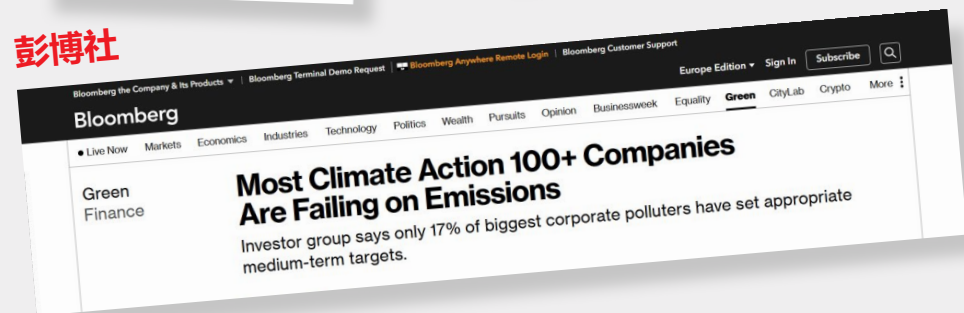 彭博社
Bloomberg the Company & Its Products ▾ | Bloomberg Terminal Demo Request | Bloomberg Anywhere Remote Login | Bloomberg Customer Support
Bloomberg
Europe Edition ▾ Sign In Subscribe
• Live Now Markets Economics Industries Technology Politics Wealth Pursuits Opinion Businessweek Equality Green CityLab Crypto More
Green
Finance
Most Climate Action 100+ Companies
Are Failing on Emissions
Investor group says only 17% of biggest corporate polluters have set appropriate
medium-term targets.